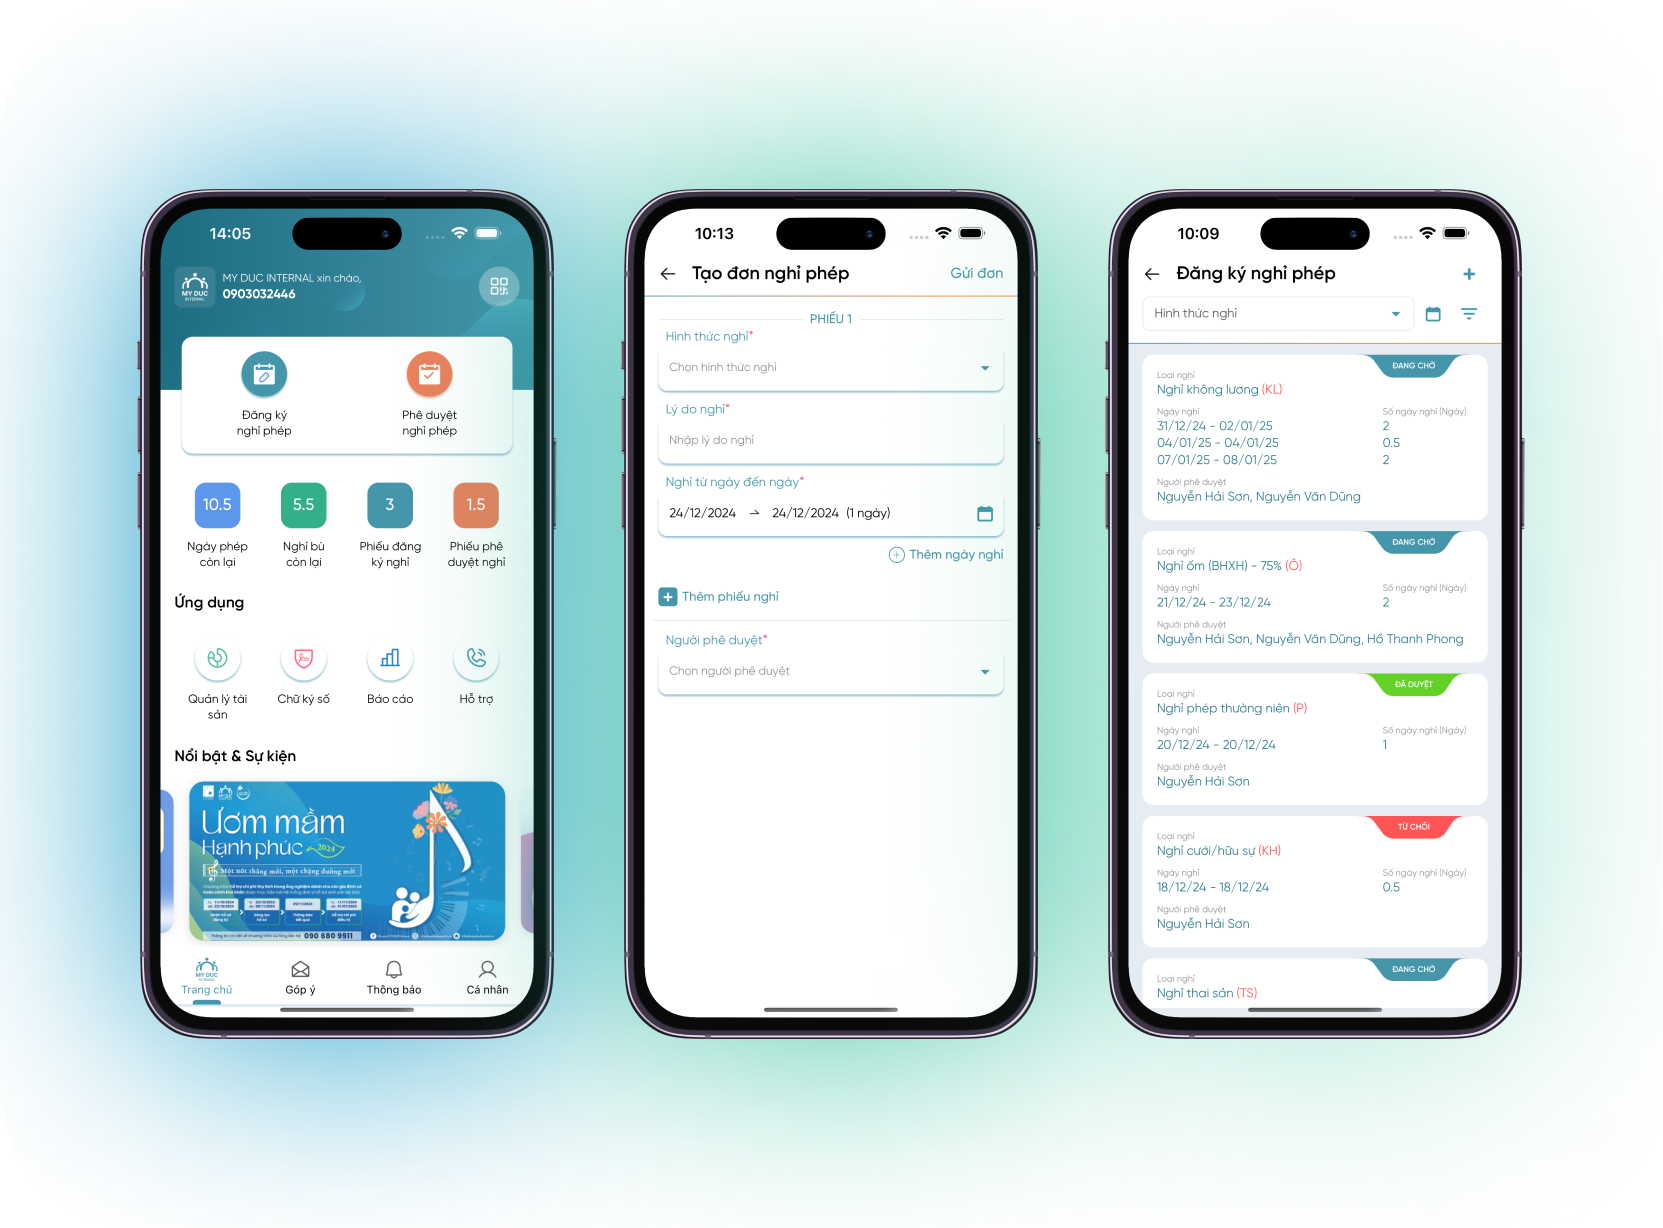 14:05
MY DUC INTERNAL xin chào,
0903032446
MY DUC
INTERNAL
Đăng ký
nghỉ phép
Phê duyệt
nghỉ phép
10.5
5.5
3
1.5
Ngày phép
còn lại
Nghỉ bù
còn lại
Phiếu đăng
ký nghỉ
Phiếu phê
duyệt nghỉ
Ứng dụng
Quản lý tài
sản
Chữ ký số
Báo cáo
Hỗ trợ
Nổi bật & Sự kiện
Ươm mầm
Hạnh phúc
2024
Một nốt thăng mới, một chặng đường mới
090 680 9911
MY DUC
Trang chủ
Góp ý
Thông báo
Cá nhân
10:13
Tạo đơn nghỉ phép
Gửi đơn
PHIẾU 1
Hình thức nghỉ*
Chọn hình thức nghỉ
Lý do nghỉ*
Nhập lý do nghỉ
Nghỉ từ ngày đến ngày*
24/12/2024 → 24/12/2024 (1 ngày)
Thêm ngày nghỉ
Thêm phiếu nghỉ
Người phê duyệt*
Chọn người phê duyệt
10:09
Đăng ký nghỉ phép
Hình thức nghỉ
ĐANG CHỜ
Loại nghỉ
Nghỉ không lương (KL)
Ngày nghỉ
Số ngày nghỉ (Ngày)
31/12/24 - 02/01/25
2
04/01/25 - 04/01/25
0.5
07/01/25 - 08/01/25
2
Người phê duyệt
Nguyễn Hải Sơn, Nguyễn Văn Dũng
ĐANG CHỜ
Loại nghỉ
Nghỉ ốm (BHXH) - 75% (Ô)
Ngày nghỉ
Số ngày nghỉ (Ngày)
21/12/24 - 23/12/24
2
Người phê duyệt
Nguyễn Hải Sơn, Nguyễn Văn Dũng, Hồ Thanh Phong
ĐÃ DUYỆT
Loại nghỉ
Nghỉ phép thường niên (P)
Ngày nghỉ
Số ngày nghỉ (Ngày)
20/12/24 - 20/12/24
1
Người phê duyệt
Nguyễn Hải Sơn
TỪ CHỐI
Loại nghỉ
Nghỉ cưới/hữu sự (KH)
Ngày nghỉ
Số ngày nghỉ (Ngày)
18/12/24 - 18/12/24
0.5
Người phê duyệt
Nguyễn Hải Sơn
ĐANG CHỜ
Loại nghỉ
Nghỉ thai sản (TS)